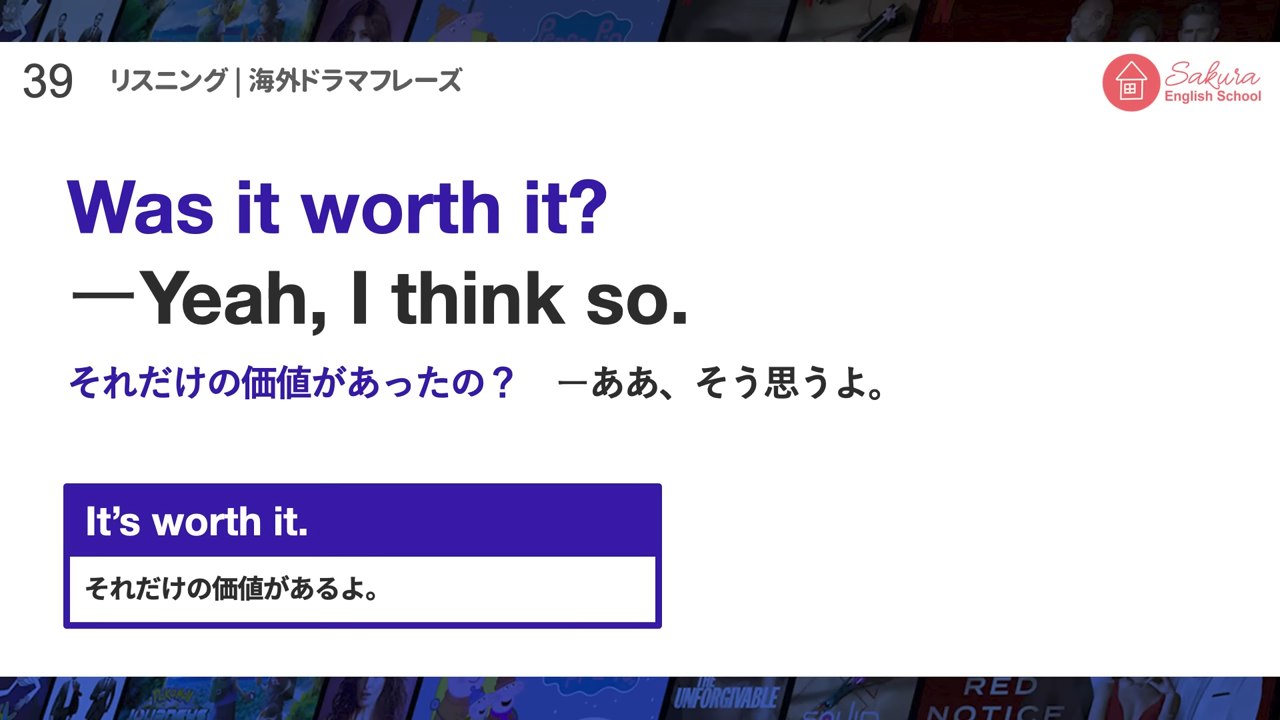 39 リスニング | 海外ドラマフレーズ
Sakura
English School
Was it worth it?
―Yeah, I think so.
それだけの価値があったの？ ―ああ、そう思うよ。
It's worth it.
それだけの価値があるよ。
THE
UNFORGIVABLE
RED
NOTICE